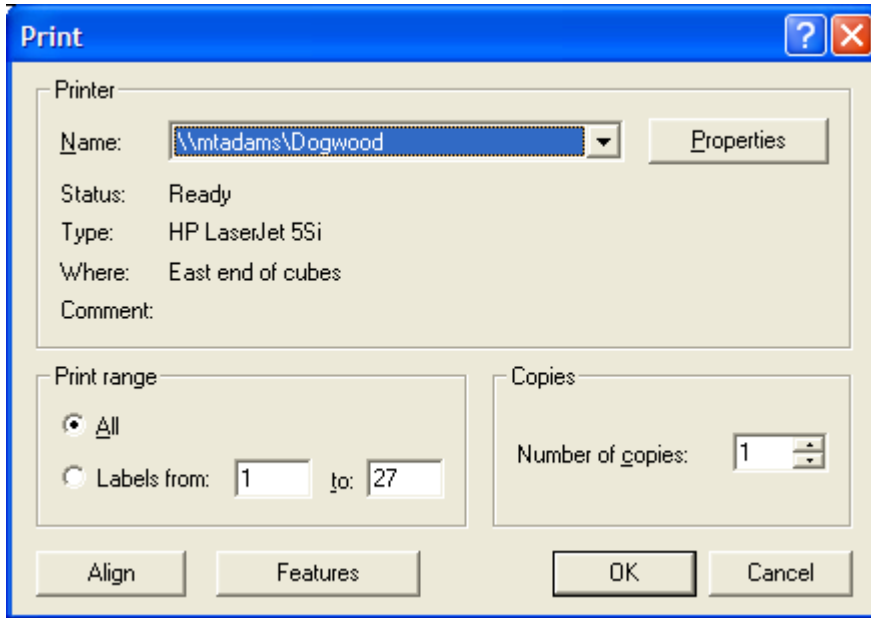 Print
Printer
Name: \\mtadams\Dogwood Properties
Status: Ready
Type: HP LaserJet 5Si
Where: East end of cubes
Comment:
Print range
All
Labels from: 1 to: 27
Copies
Number of copies: 1
Align Features OK Cancel